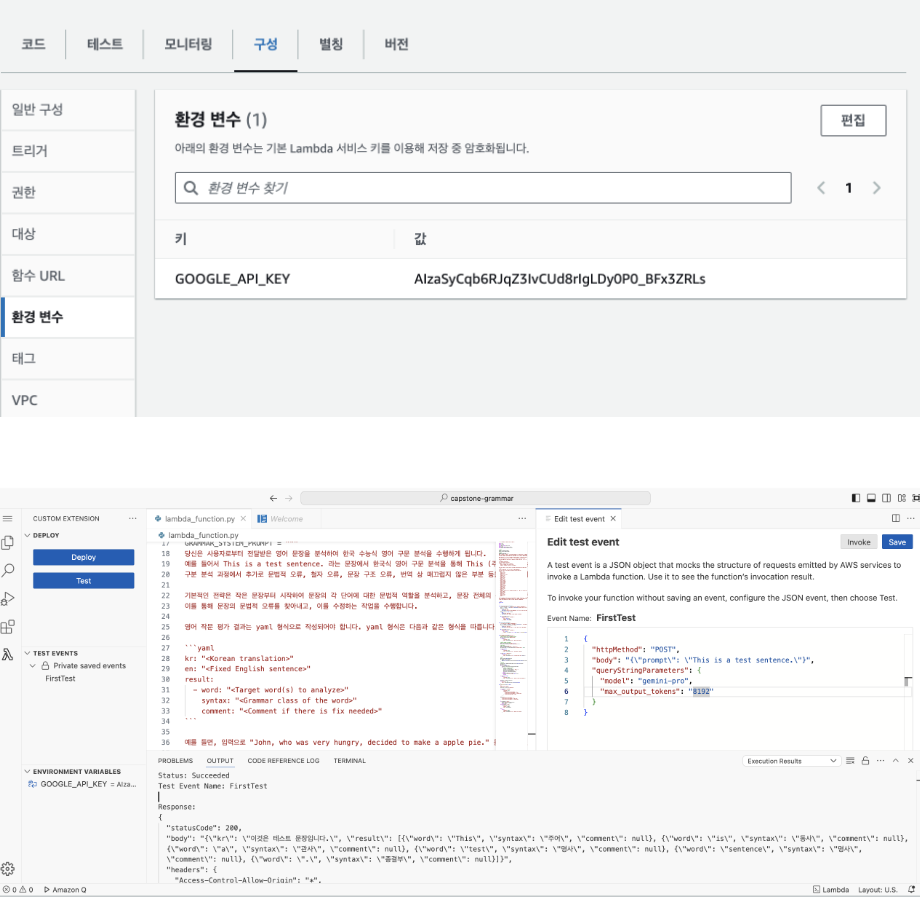 코드 테스트 모니터링 구성 별칭 버전
일반 구성
트리거
권한
대상
함수 URL
환경 변수
태그
VPC
환경 변수 (1)
편집
아래의 환경 변수는 기본 Lambda 서비스 키를 이용해 저장 중 암호화됩니다.
환경 변수 찾기
1
키 값
GOOGLE_API_KEY AIzaSyCqb6RJqZ3IvCUd8rIgLDy0P0_BFx3ZRLs
capstone-grammar
CUSTOM EXTENSION
DEPLOY
Deploy
Test
TEST EVENTS
Private saved events
FirstTest
ENVIRONMENT VARIABLES
GOOGLE_API_KEY = AIza...
lambda_function.py Welcome
lambda_function.py
17 GRAMMAR_SYSTEM_PROMPT =
18 당신은 사용자로부터 전달받은 영어 문장을 분석하여 한국 수능식 영어 구문 분석을 수행하게 됩니다.
19 예를 들어서 This is a test sentence. 라는 문장에서 한국식 영어 구문 분석을 통해 This
20 구문 분석 과정에서 추가로 문법적 오류, 철자 오류, 문장 구조 오류, 번역 상 매끄럽지 않은 부분
21
22 기본적인 전략은 작은 문장부터 시작하여 문장의 각 단어에 대한 문법적 역할을 분석하고, 문장 전체의
23 이를 통해 문장의 문법적 오류를 찾아내고, 이를 수정하는 작업을 수행합니다.
24
25 영어 작문 평가 결과는 yaml 형식으로 작성되어야 합니다. yaml 형식은 다음과 같은 형식을 따릅니다
26
27 ```yaml
28 kr: "<Korean translation>"
29 en: "<Fixed English sentence>"
30 result:
31 - word: "<Target word(s) to analyze>"
32 syntax: "<Grammar class of the word>"
33 comment: "<Comment if there is fix needed>"
34 ```
35
36 예를 들면, 입력으로 "John, who was very hungry, decided to make a apple pie."
Edit test event
Edit test event
Invoke Save
A test event is a JSON object that mocks the structure of requests emitted by AWS services to
invoke a Lambda function. Use it to see the function's invocation result.
To invoke your function without saving an event, configure the JSON event, then choose Test.
Event Name: FirstTest
1 {
2 "httpMethod": "POST",
3 "body": "{\"prompt\": \"This is a test sentence.\"}",
4 "queryStringParameters": {
5 "model": "gemini-pro",
6 "max_output_tokens": "8192"
7 }
8 }
PROBLEMS OUTPUT CODE REFERENCE LOG TERMINAL
Execution Results
Status: Succeeded
Test Event Name: FirstTest
Response:
{
"statusCode": 200,
"body": "{\"kr\": \"이것은 테스트 문장입니다.\", \"result\": [{\"word\": \"This\", \"syntax\": \"주어\", \"comment\": null}, {\"word\": \"is\", \"syntax\": \"동사\", \"comment\": null},
{\"word\": \"a\", \"syntax\": \"관사\", \"comment\": null}, {\"word\": \"test\", \"syntax\": \"명사\", \"comment\": null}, {\"word\": \"sentence\", \"syntax\": \"명사\",
\"comment\": null}, {\"word\": \".\", \"syntax\": \"종결부\", \"comment\": null}]}",
"headers": {
"Access-Control-Allow-Origin": "*",
0 0 Amazon Q
Lambda Layout: U.S.